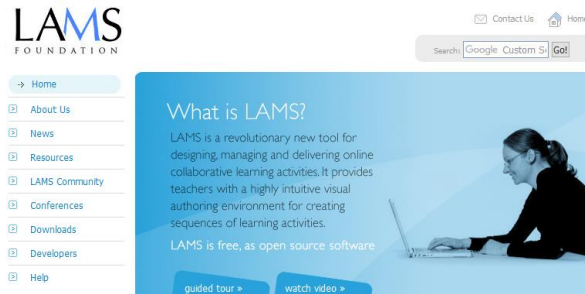 LAMS
FOUNDATION
Contact Us
Home
Search:
Google Custom S
Go!
Home
About Us
News
Resources
LAMS Community
Conferences
Downloads
Developers
Help
What is LAMS?
LAMS is a revolutionary new tool for
designing, managing and delivering online
collaborative learning activities. It provides
teachers with a highly intuitive visual
authoring environment for creating
sequences of learning activities.
LAMS is free, as open source software
guided tour »
watch video »